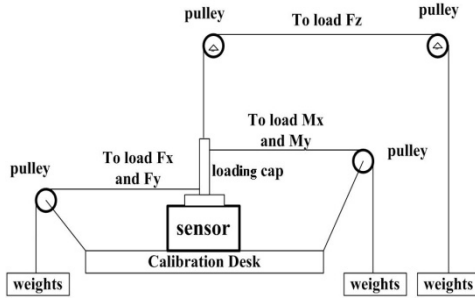 pulley
pulley
To load Fz
To load Mx
and My
pulley
To load Fx
and Fy
loading cap
pulley
sensor
Calibration Desk
weights
weights
weights